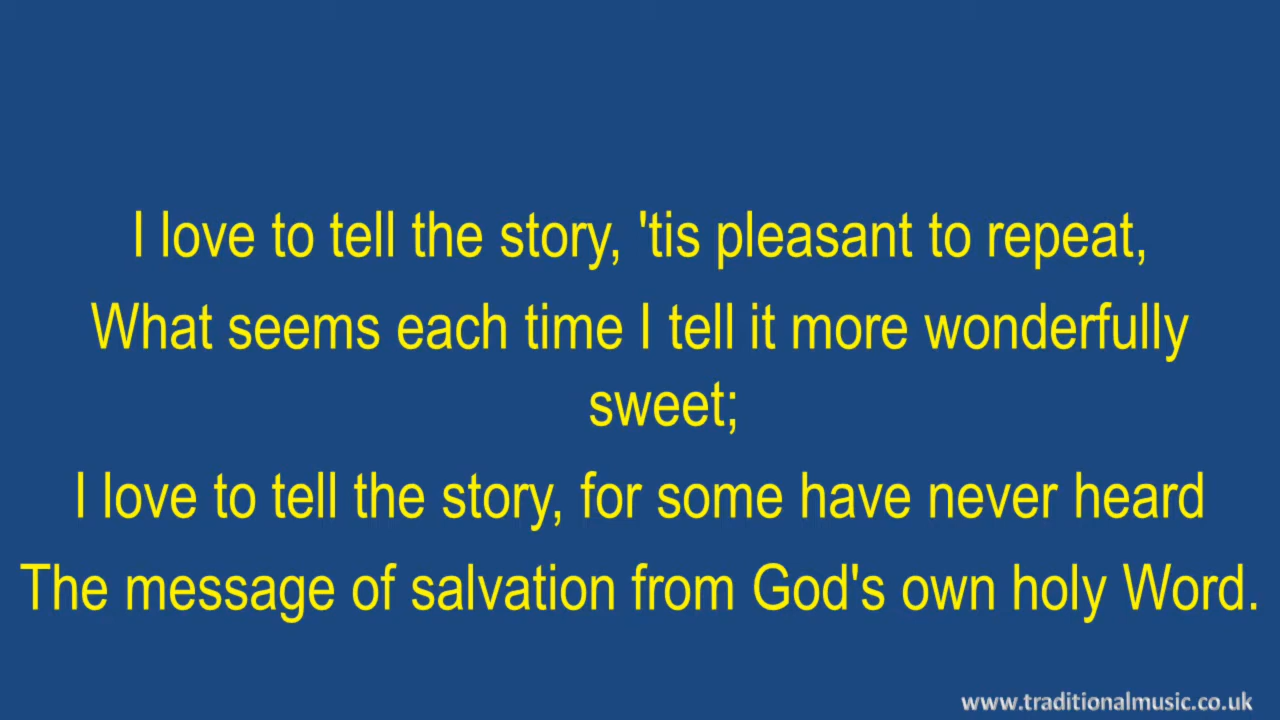 I love to tell the story, 'tis pleasant to repeat,
What seems each time I tell it more wonderfully
sweet;
I love to tell the story, for some have never heard
The message of salvation from God's own holy Word.
www.traditionalmusic.co.uk